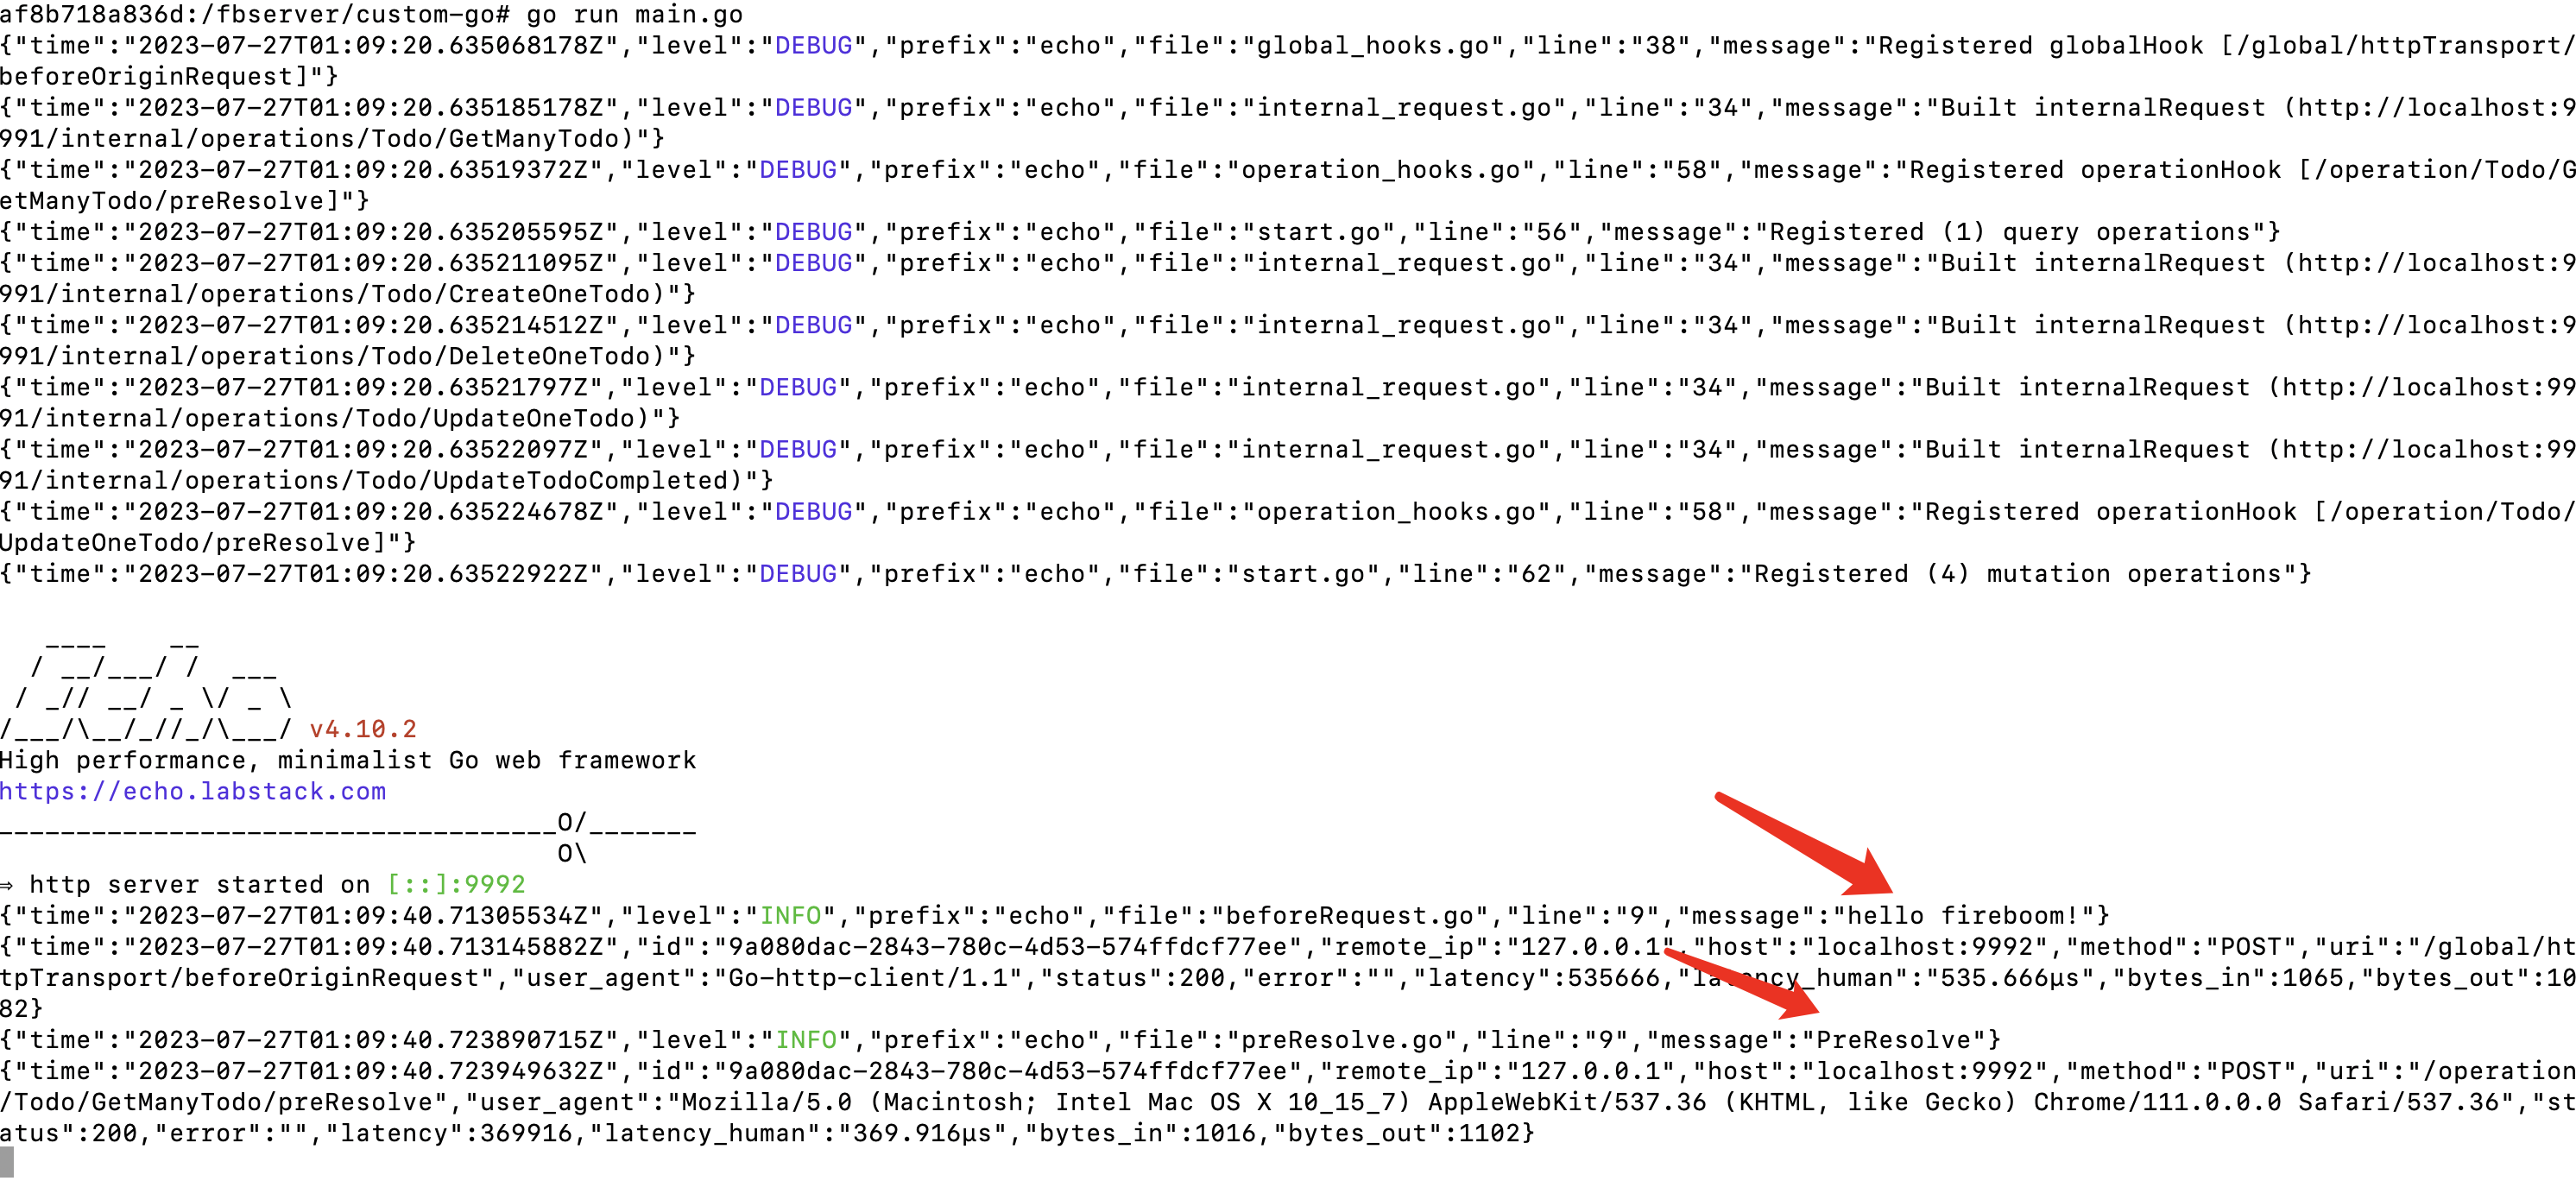 af8b718a836d:/fbserver/custom-go# go run main.go
{"time":"2023-07-27T01:09:20.635068178Z","level":"DEBUG","prefix":"echo","file":"global_hooks.go","line":"38","message":"Registered globalHook [/global/httpTransport/
beforeOriginRequest]"}
{"time":"2023-07-27T01:09:20.635185178Z","level":"DEBUG","prefix":"echo","file":"internal_request.go","line":"34","message":"Built internalRequest (http://localhost:9
991/internal/operations/Todo/GetManyTodo)"}
{"time":"2023-07-27T01:09:20.63519372Z","level":"DEBUG","prefix":"echo","file":"operation_hooks.go","line":"58","message":"Registered operationHook [/operation/Todo/G
etManyTodo/preResolve]"}
{"time":"2023-07-27T01:09:20.635205595Z","level":"DEBUG","prefix":"echo","file":"start.go","line":"56","message":"Registered (1) query operations"}
{"time":"2023-07-27T01:09:20.635211095Z","level":"DEBUG","prefix":"echo","file":"internal_request.go","line":"34","message":"Built internalRequest (http://localhost:9
991/internal/operations/Todo/CreateOneTodo)"}
{"time":"2023-07-27T01:09:20.635214512Z","level":"DEBUG","prefix":"echo","file":"internal_request.go","line":"34","message":"Built internalRequest (http://localhost:9
991/internal/operations/Todo/DeleteOneTodo)"}
{"time":"2023-07-27T01:09:20.63521797Z","level":"DEBUG","prefix":"echo","file":"internal_request.go","line":"34","message":"Built internalRequest (http://localhost:99
91/internal/operations/Todo/UpdateOneTodo)"}
{"time":"2023-07-27T01:09:20.63522097Z","level":"DEBUG","prefix":"echo","file":"internal_request.go","line":"34","message":"Built internalRequest (http://localhost:99
91/internal/operations/Todo/UpdateTodoCompleted)"}
{"time":"2023-07-27T01:09:20.635224678Z","level":"DEBUG","prefix":"echo","file":"operation_hooks.go","line":"58","message":"Registered operationHook [/operation/Todo/
UpdateOneTodo/preResolve]"}
{"time":"2023-07-27T01:09:20.63522922Z","level":"DEBUG","prefix":"echo","file":"start.go","line":"62","message":"Registered (4) mutation operations"}
   ____    __
  / __/___/ /  ___
 / _// __/ _ \/ _ \
/___/\__/_//_/\___/ v4.10.2
High performance, minimalist Go web framework
https://echo.labstack.com
____________________________________O/_______
                                    O\
⇨ http server started on [::]:9992
{"time":"2023-07-27T01:09:40.71305534Z","level":"INFO","prefix":"echo","file":"beforeRequest.go","line":"9","message":"hello fireboom!"}
{"time":"2023-07-27T01:09:40.713145882Z","id":"9a080dac-2843-780c-4d53-574ffdcf77ee","remote_ip":"127.0.0.1","host":"localhost:9992","method":"POST","uri":"/global/ht
tpTransport/beforeOriginRequest","user_agent":"Go-http-client/1.1","status":200,"error":"","latency":535666,"latency_human":"535.666µs","bytes_in":1065,"bytes_out":10
82}
{"time":"2023-07-27T01:09:40.723890715Z","level":"INFO","prefix":"echo","file":"preResolve.go","line":"9","message":"PreResolve"}
{"time":"2023-07-27T01:09:40.723949632Z","id":"9a080dac-2843-780c-4d53-574ffdcf77ee","remote_ip":"127.0.0.1","host":"localhost:9992","method":"POST","uri":"/operation
/Todo/GetManyTodo/preResolve","user_agent":"Mozilla/5.0 (Macintosh; Intel Mac OS X 10_15_7) AppleWebKit/537.36 (KHTML, like Gecko) Chrome/111.0.0.0 Safari/537.36","st
atus":200,"error":"","latency":369916,"latency_human":"369.916µs","bytes_in":1016,"bytes_out":1102}